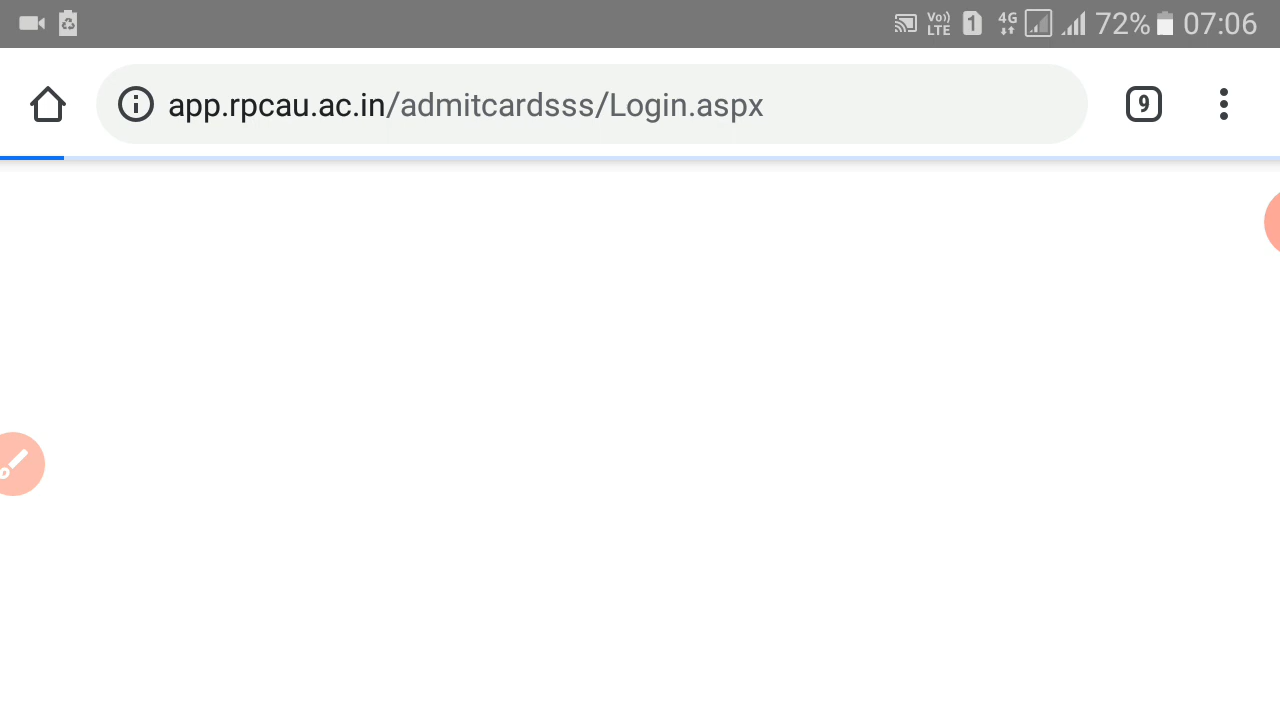 Vo)) LTE 1 4G 72% 07:06
app.rpcau.ac.in/admitcardsss/Login.aspx 9